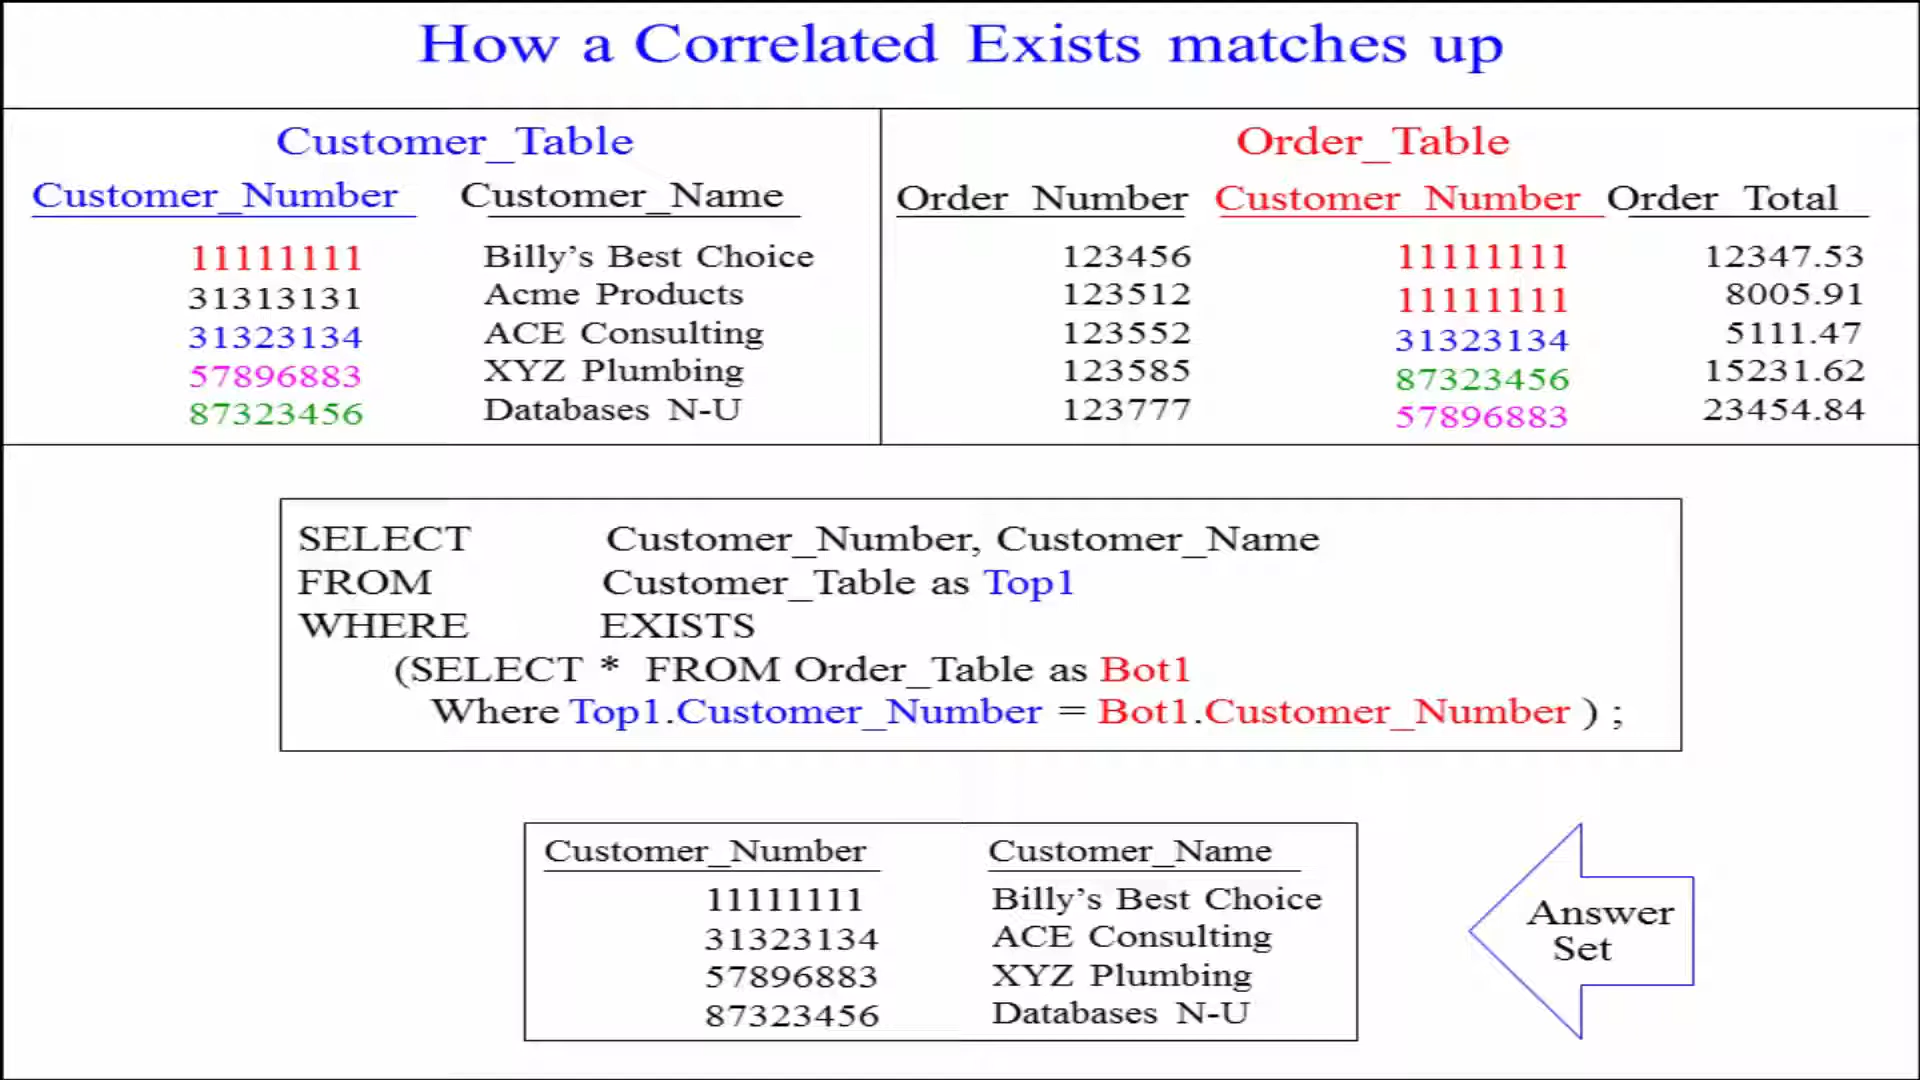 How a Correlated Exists matches up
Customer_Table
Customer_Number Customer_Name
11111111 Billy’s Best Choice
31313131 Acme Products
31323134 ACE Consulting
57896883 XYZ Plumbing
87323456 Databases N-U
Order_Table
Order Number Customer Number Order Total
123456 11111111 12347.53
123512 11111111 8005.91
123552 31323134 5111.47
123585 87323456 15231.62
123777 57896883 23454.84
SELECT Customer_Number, Customer_Name
FROM Customer_Table as Top1
WHERE EXISTS
(SELECT * FROM Order_Table as Bot1
Where Top1.Customer_Number = Bot1.Customer_Number ) ;
Customer_Number Customer_Name
11111111 Billy’s Best Choice
31323134 ACE Consulting
57896883 XYZ Plumbing
87323456 Databases N-U
Answer
Set